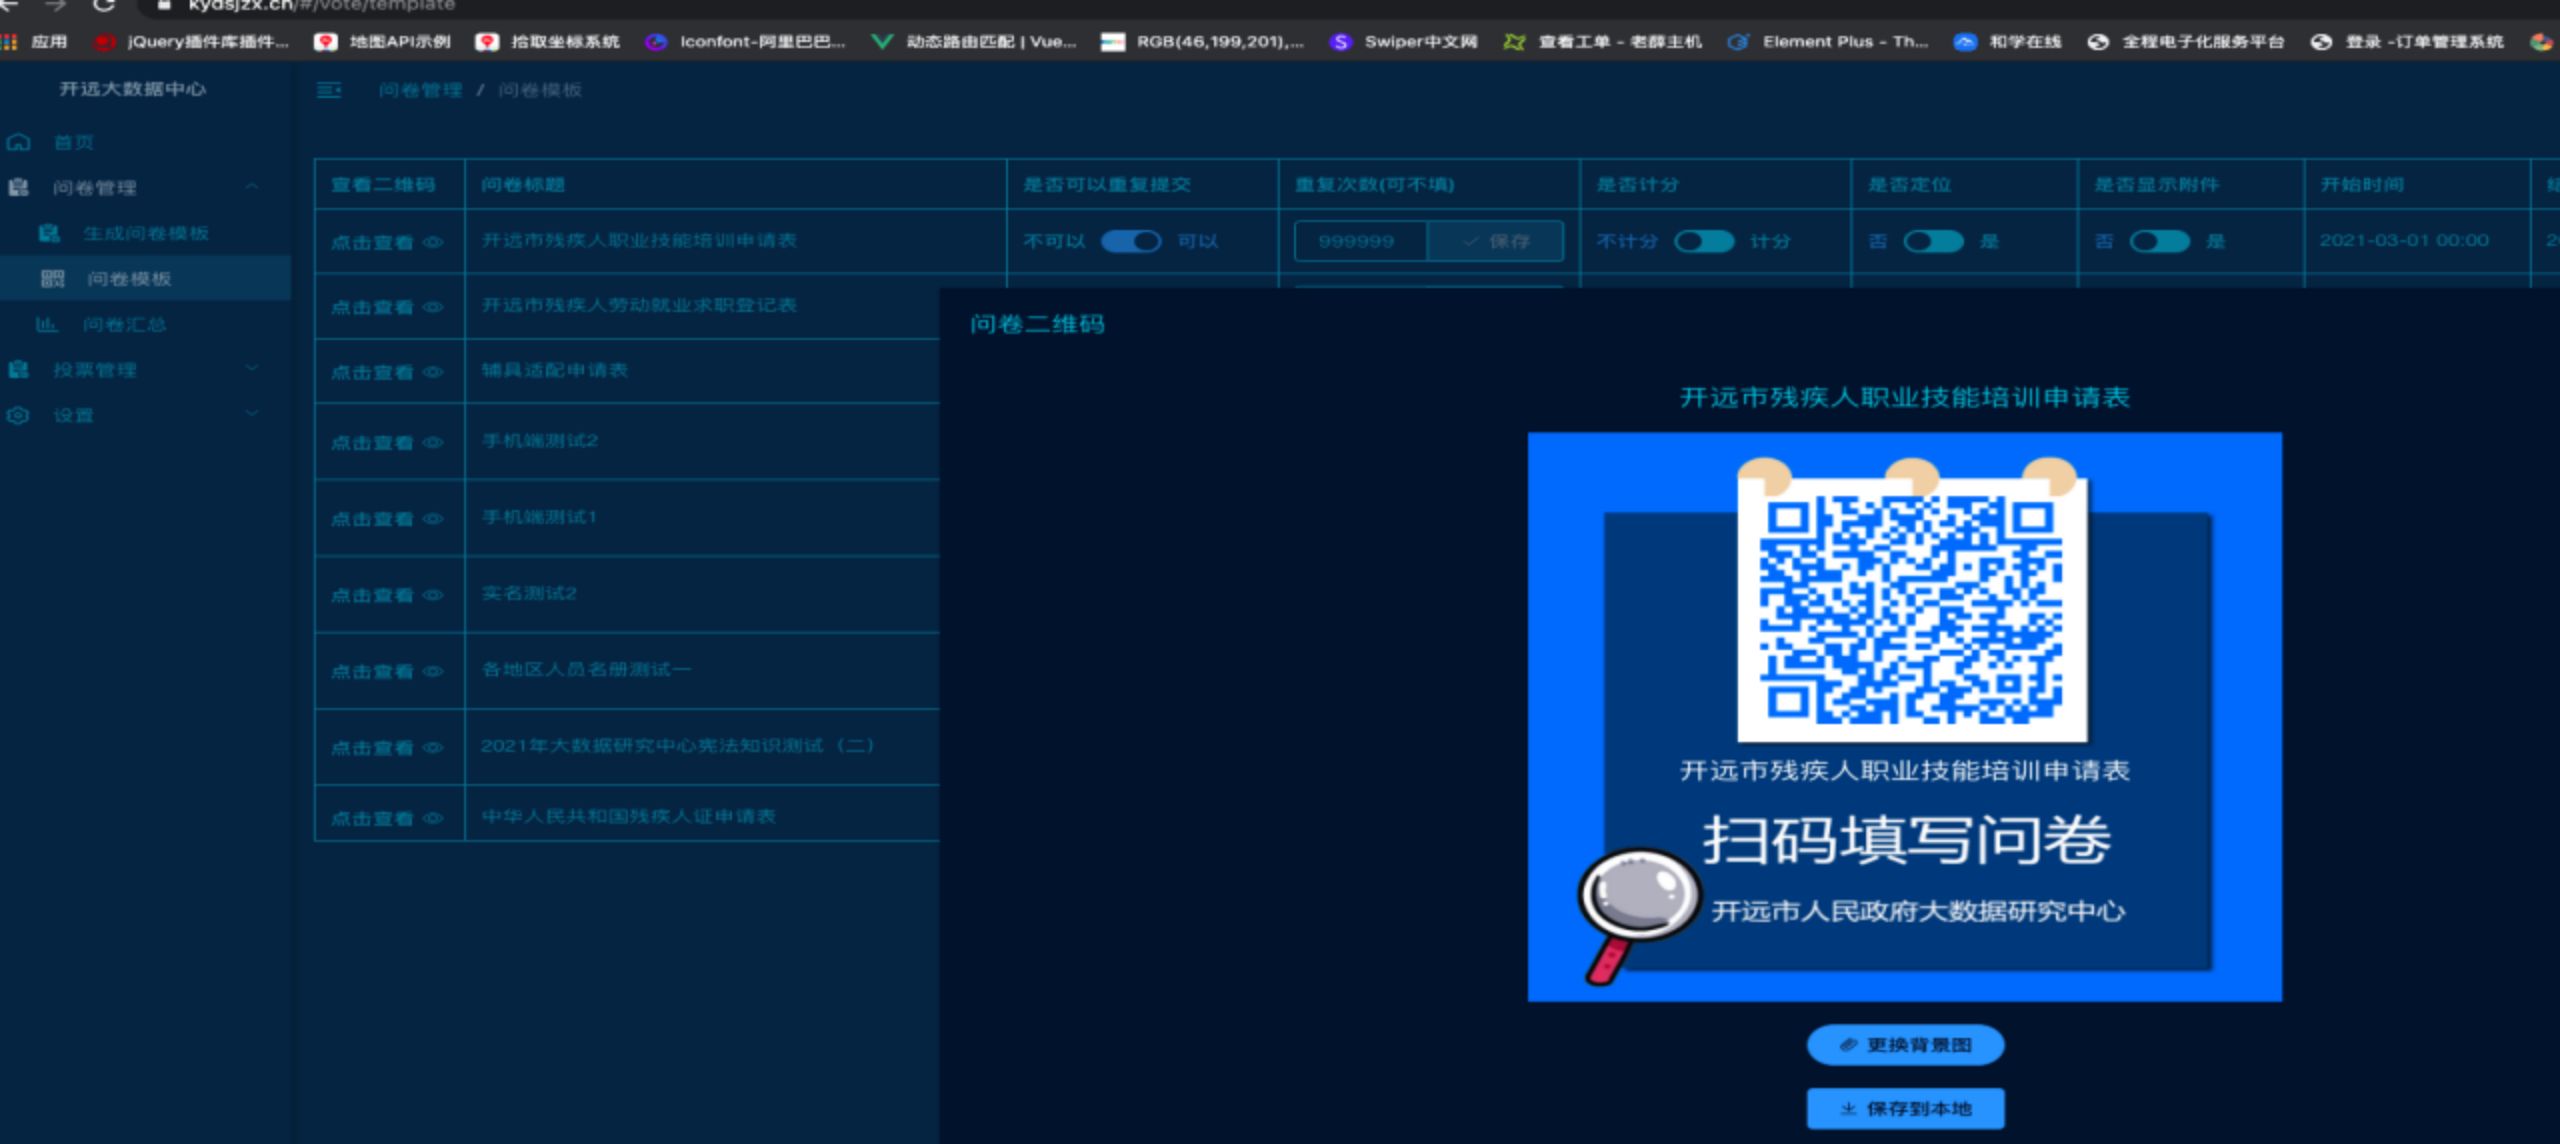 kydsjzx.cn/#/vote/template
应用 jQuery插件库插件... 地图API示例 拾取坐标系统 Iconfont-阿里巴巴... 动态路由匹配 | Vue... RGB(46,199,201),... Swiper中文网 查看工单 - 老薛主机 Element Plus - Th... 和学在线 全程电子化服务平台 登录 -订单管理系统
开远大数据中心
问卷管理 / 问卷模板
首页
问卷管理
生成问卷模板
问卷模板
问卷汇总
投票管理
设置
查看二维码 问卷标题 是否可以重复提交 重复次数(可不填) 是否计分 是否定位 是否显示附件 开始时间
点击查看 开远市残疾人职业技能培训申请表 不可以 可以 999999 保存 不计分 计分 否 是 否 是 2021-03-01 00:00 2
点击查看 开远市残疾人劳动就业求职登记表
点击查看 辅具适配申请表
点击查看 手机端测试2
点击查看 手机端测试1
点击查看 实名测试2
点击查看 各地区人员名册测试一
点击查看 2021年大数据研究中心宪法知识测试（二）
点击查看 中华人民共和国残疾人证申请表
问卷二维码
开远市残疾人职业技能培训申请表
开远市残疾人职业技能培训申请表
扫码填写问卷
开远市人民政府大数据研究中心
更换背景图
保存到本地